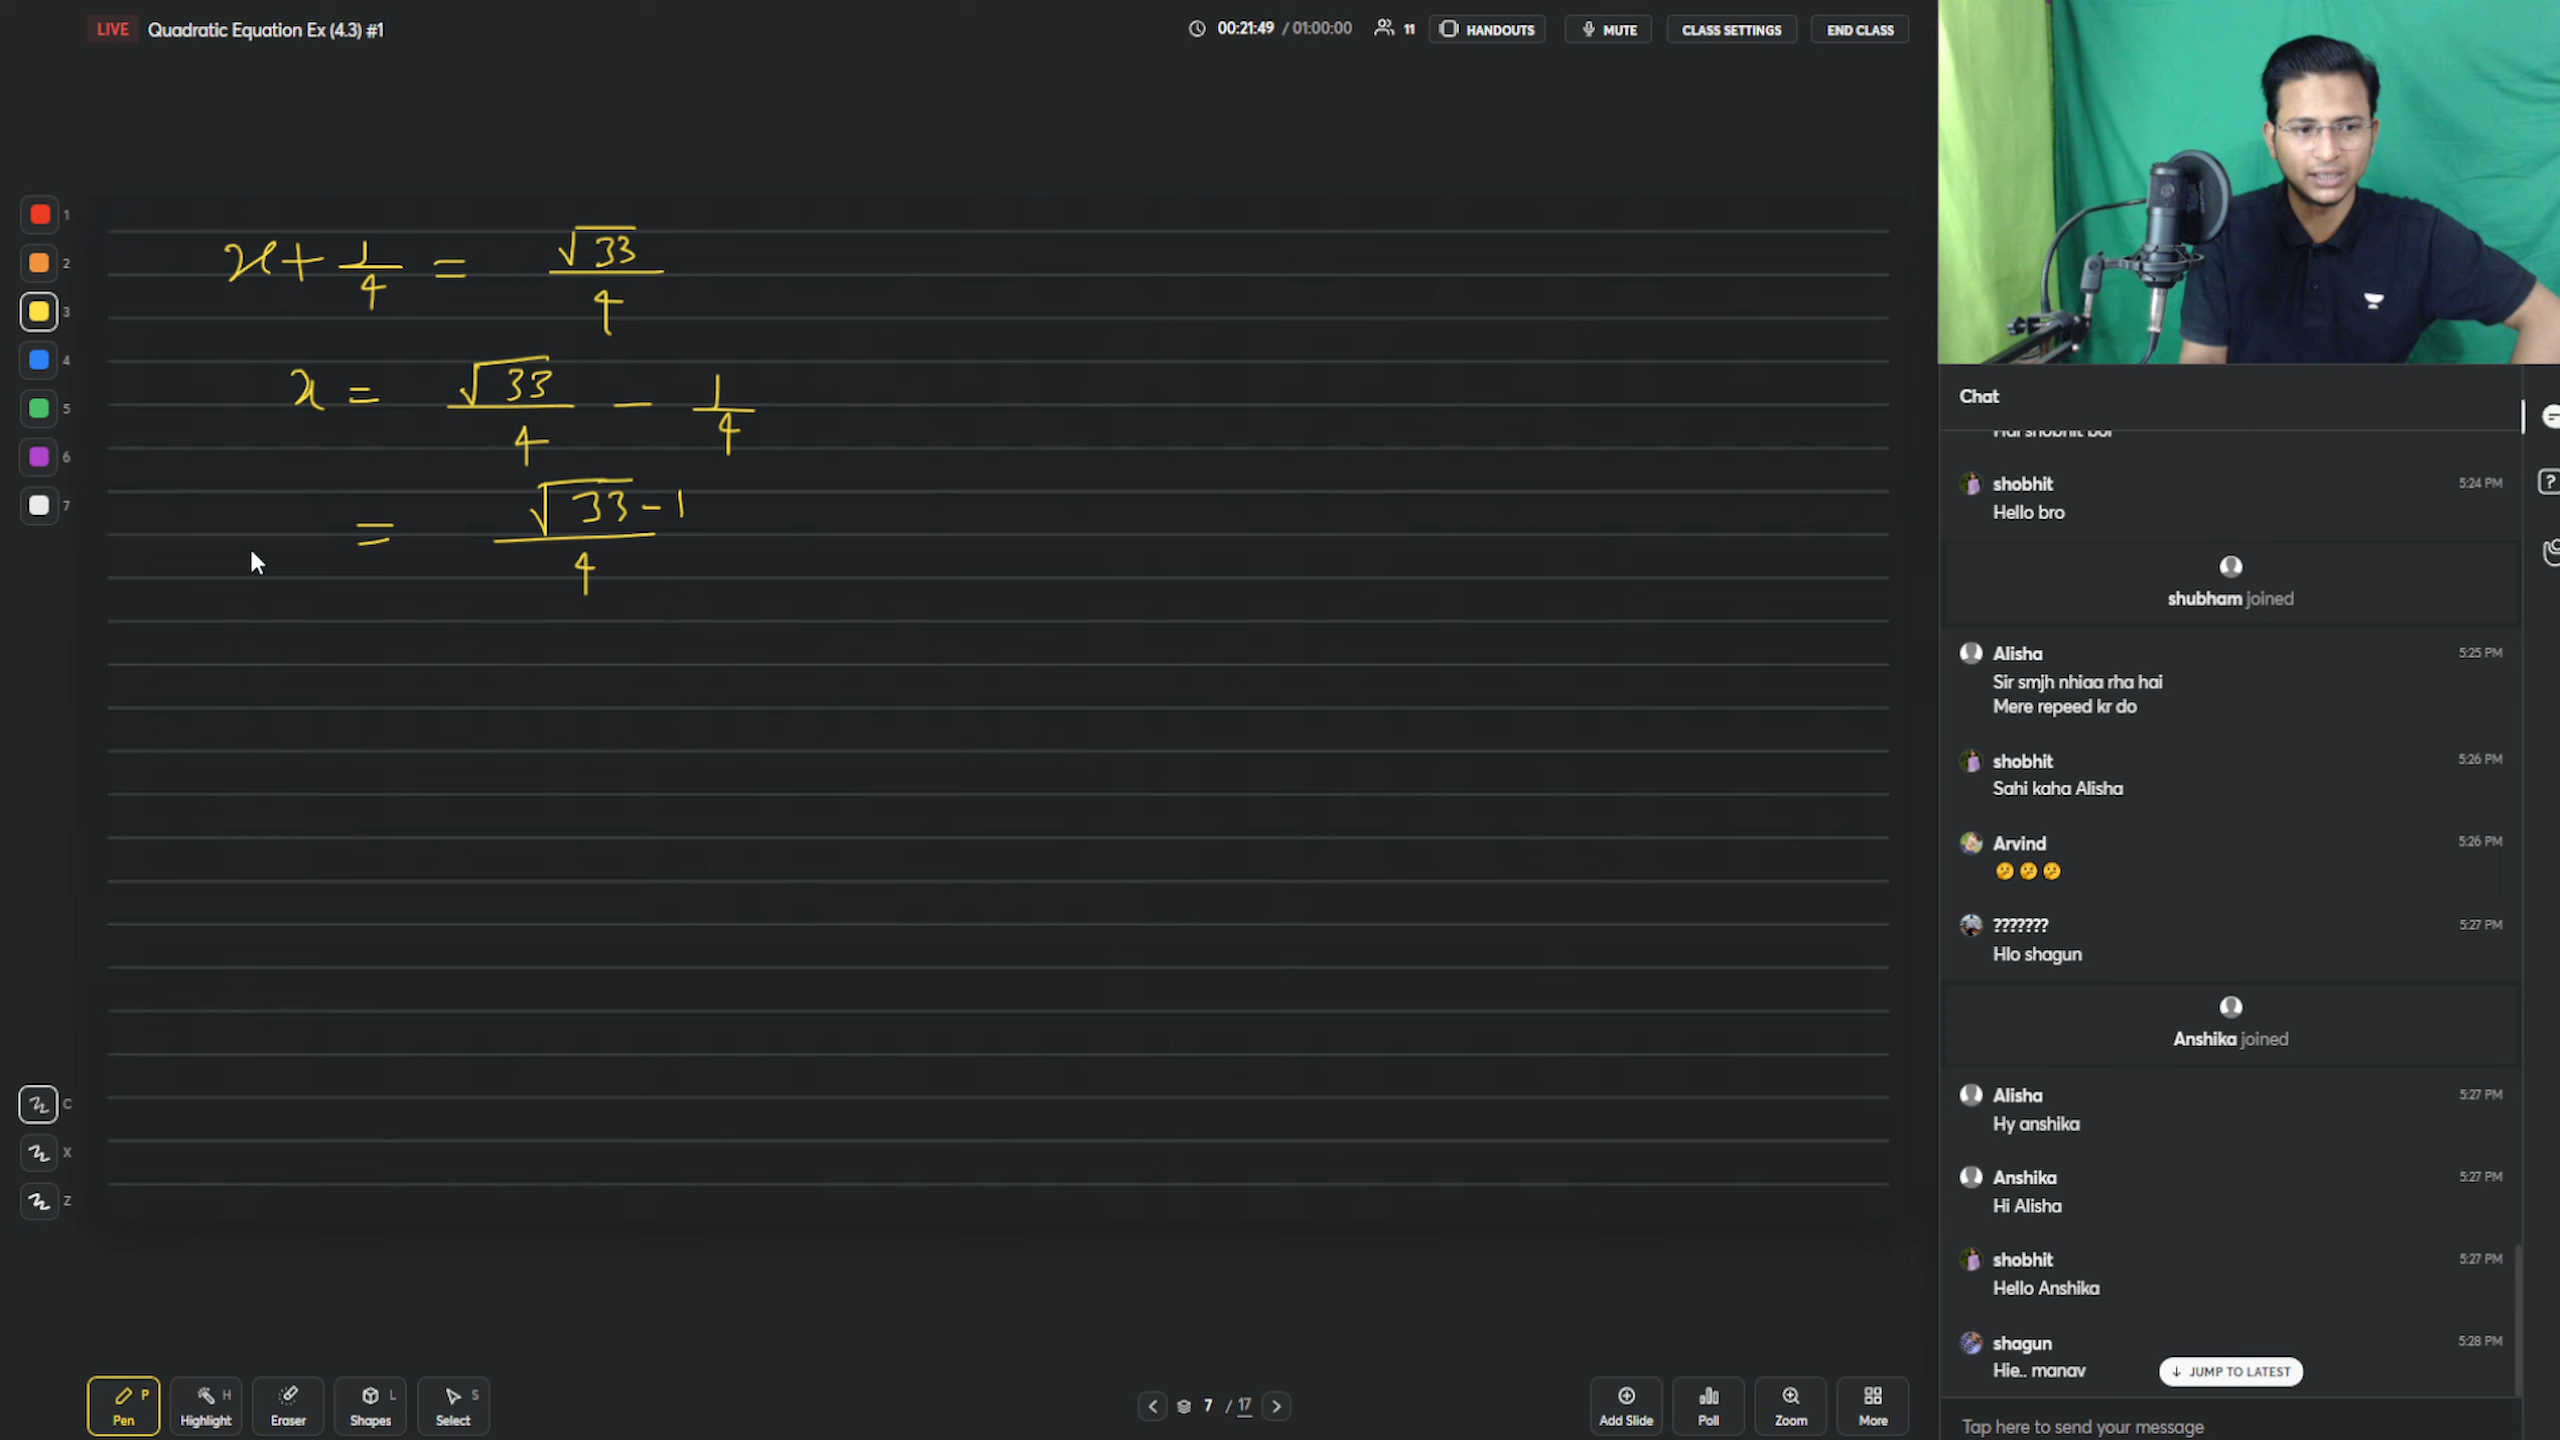 LIVE Quadratic Equation Ex (4.3) #1
00:21:49 / 01:00:00 11 HANDOUTS MUTE CLASS SETTINGS END CLASS
1
2
3
4
5
6
7
x + 1/4 = √33/4
x = √33/4 - 1/4
= (√33 - 1)/4
C
X
Z
Pen P
Highlight H
Eraser
Shapes L
Select S
7 / 17
Add Slide
Poll
Zoom
More
Chat
shobhit 5:24 PM
Hello bro
shubham joined
Alisha 5:25 PM
Sir smjh nhiaa rha hai
Mere repeed kr do
shobhit 5:26 PM
Sahi kaha Alisha
Arvind 5:26 PM
🫤🫤🫤
??????? 5:27 PM
Hlo shagun
Anshika joined
Alisha 5:27 PM
Hy anshika
Anshika 5:27 PM
Hi Alisha
shobhit 5:27 PM
Hello Anshika
shagun 5:28 PM
Hie.. manav
↓ JUMP TO LATEST
Tap here to send your message